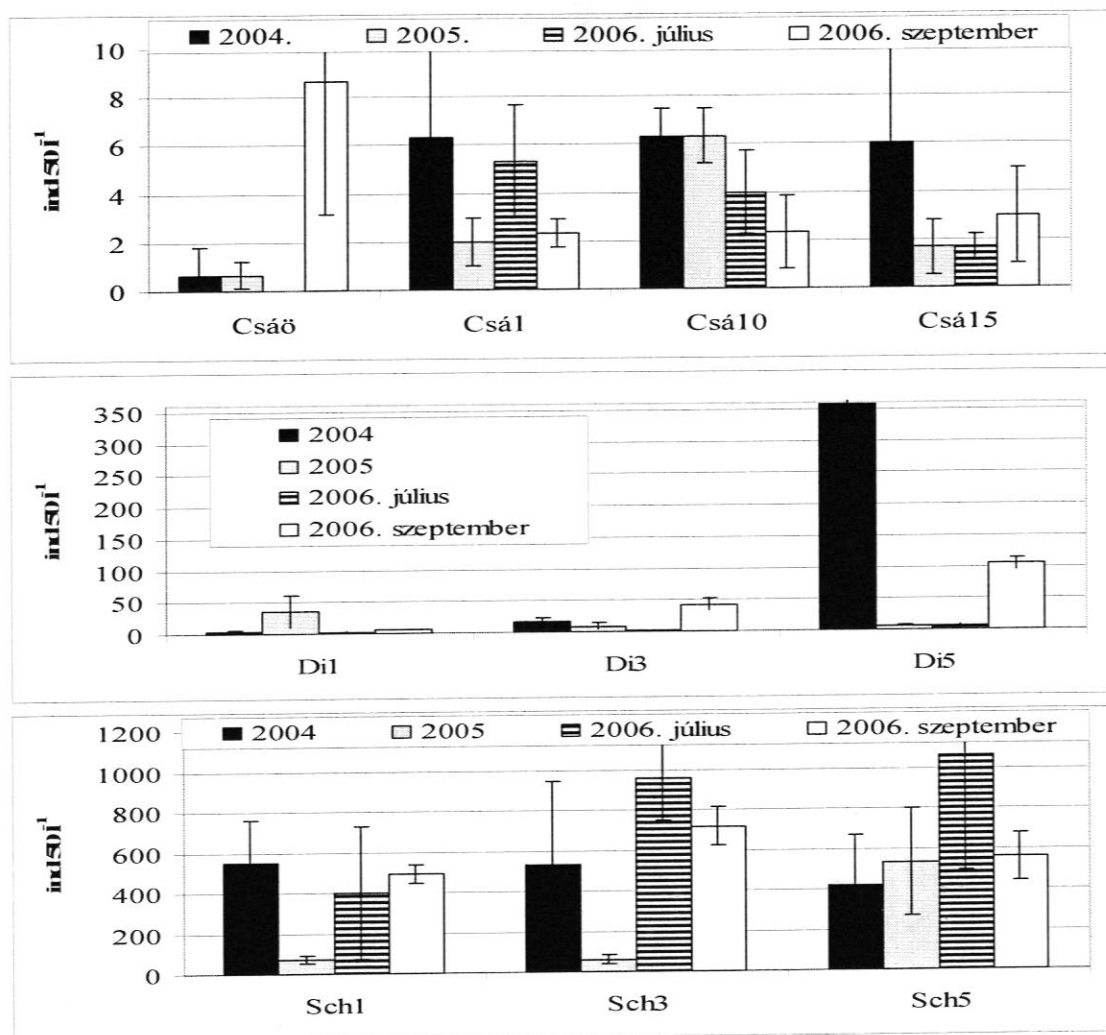 2004. 2005. 2006. július 2006. szeptember
10
8
6
4
2
0
ind50l⁻¹
Csáö Csá1 Csá10 Csá15
350
300
250
200
150
100
50
0
ind50l⁻¹
2004
2005
2006. július
2006. szeptember
Di1 Di3 Di5
2004 2005 2006. július 2006. szeptember
1200
1000
800
600
400
200
0
ind50l⁻¹
Sch1 Sch3 Sch5